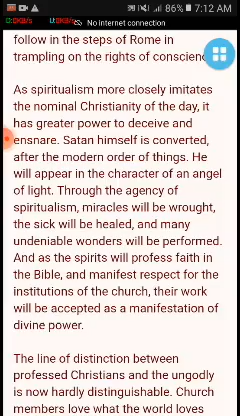 86% 7:12 AM
U:0KB/s U:0KB/s No internet connection
follow in the steps of Rome in
trampling on the rights of conscienc
As spiritualism more closely imitates
the nominal Christianity of the day, it
has greater power to deceive and
ensnare. Satan himself is converted,
after the modern order of things. He
will appear in the character of an angel
of light. Through the agency of
spiritualism, miracles will be wrought,
the sick will be healed, and many
undeniable wonders will be performed.
And as the spirits will profess faith in
the Bible, and manifest respect for the
institutions of the church, their work
will be accepted as a manifestation of
divine power.
The line of distinction between
professed Christians and the ungodly
is now hardly distinguishable. Church
members love what the world loves